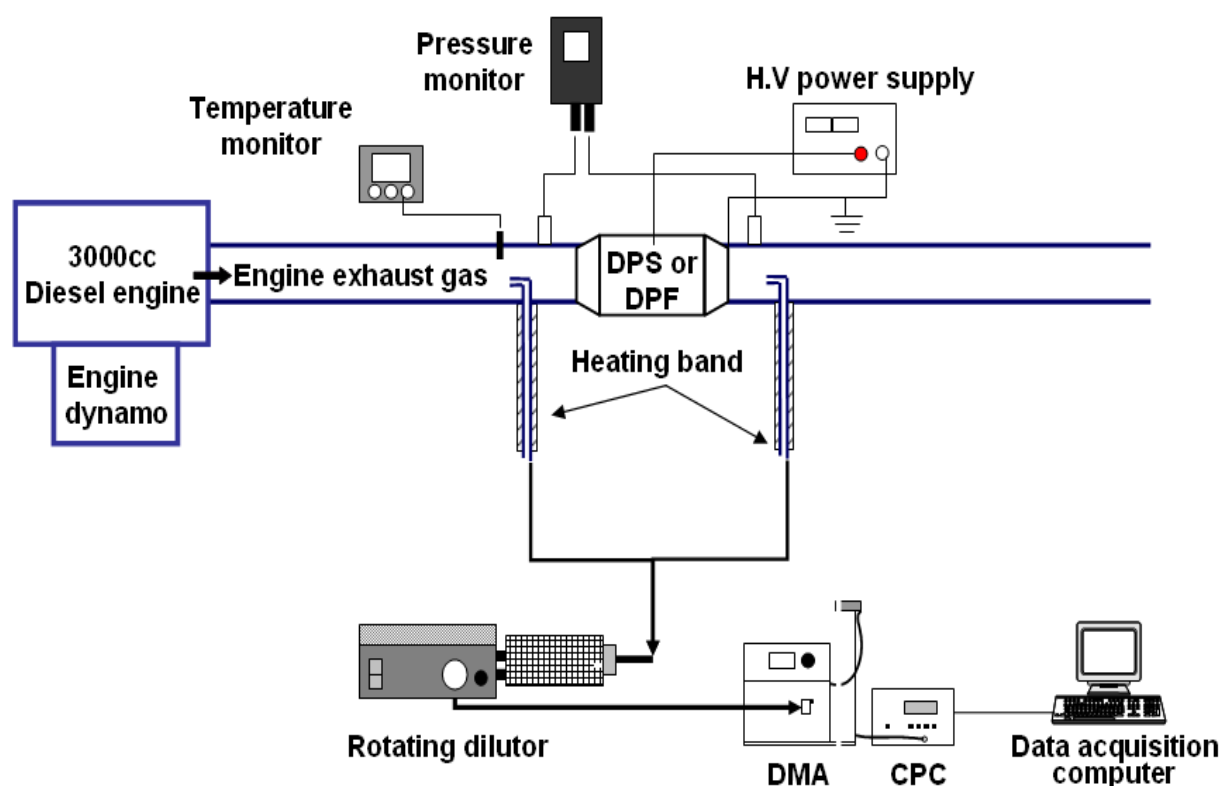 Pressure
monitor
H.V power supply
Temperature
monitor
3000cc
Diesel engine
Engine exhaust gas
DPS or
DPF
Engine
dynamo
Heating band
Rotating dilutor
DMA
CPC
Data acquisition
computer